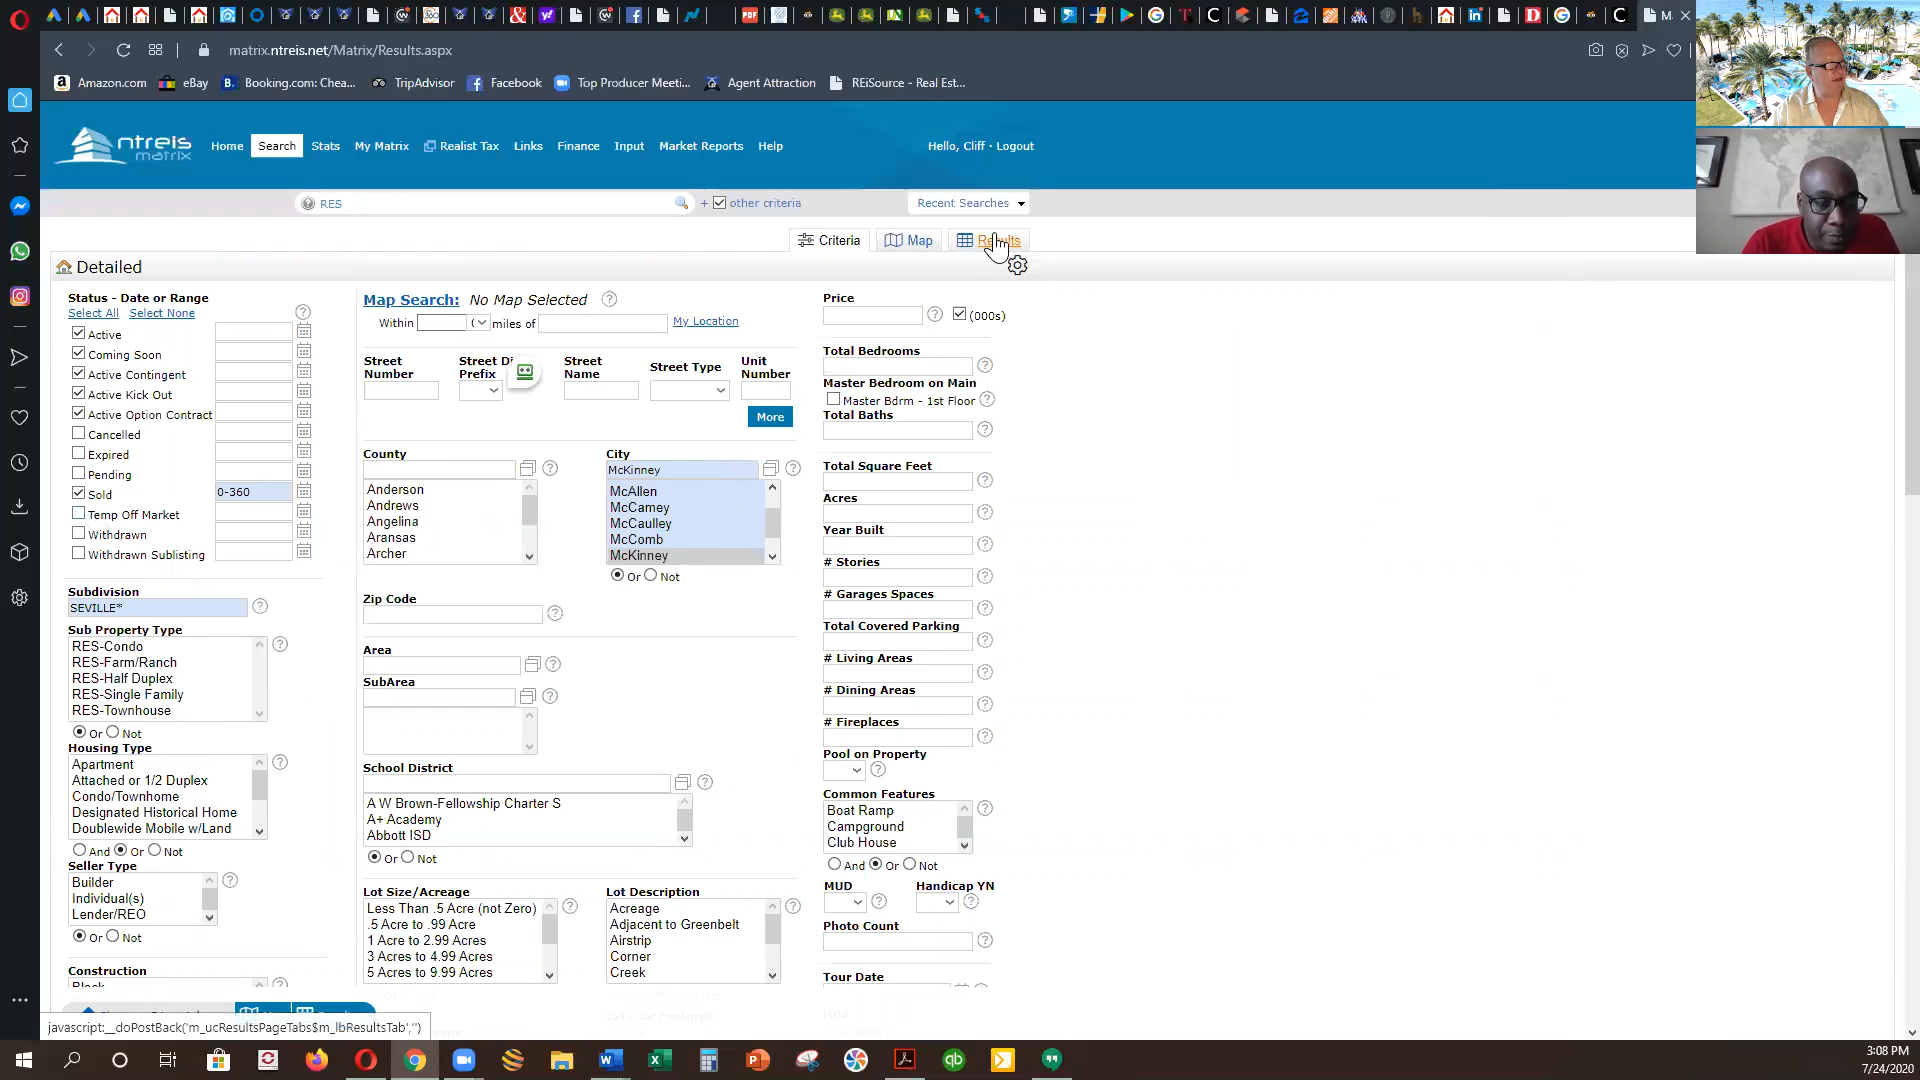 M
matrix.ntreis.net/Matrix/Results.aspx
Amazon.com
eBay
Booking.com: Chea...
TripAdvisor
Facebook
Top Producer Meeti...
Agent Attraction
REiSource - Real Est...
ntreis
matrix
Home
Search
Stats
My Matrix
Realist Tax
Links
Finance
Input
Market Reports
Help
Hello, Cliff · Logout
RES
+ other criteria
Recent Searches
Criteria
Map
Results
Detailed
Status - Date or Range
Select All Select None
Active
Coming Soon
Active Contingent
Active Kick Out
Active Option Contract
Cancelled
Expired
Pending
Sold 0-360
Temp Off Market
Withdrawn
Withdrawn Sublisting
Subdivision
SEVILLE*
Sub Property Type
RES-Condo
RES-Farm/Ranch
RES-Half Duplex
RES-Single Family
RES-Townhouse
Or Not
Housing Type
Apartment
Attached or 1/2 Duplex
Condo/Townhome
Designated Historical Home
Doublewide Mobile w/Land
And Or Not
Seller Type
Builder
Individual(s)
Lender/REO
Or Not
Construction
Block
Map Search: No Map Selected
Within miles of My Location
Street Number
Street Di
Prefix
Street Name
Street Type
Unit Number
More
County
Anderson
Andrews
Angelina
Aransas
Archer
City
McKinney
McAllen
McCamey
McCaulley
McComb
McKinney
Or Not
Zip Code
Area
SubArea
School District
A W Brown-Fellowship Charter S
A+ Academy
Abbott ISD
Or Not
Lot Size/Acreage
Less Than .5 Acre (not Zero)
.5 Acre to .99 Acre
1 Acre to 2.99 Acres
3 Acres to 4.99 Acres
5 Acres to 9.99 Acres
Lot Description
Acreage
Adjacent to Greenbelt
Airstrip
Corner
Creek
Exterior Features
Price
(000s)
Total Bedrooms
Master Bedroom on Main
Master Bdrm - 1st Floor
Total Baths
Total Square Feet
Acres
Year Built
# Stories
# Garages Spaces
Total Covered Parking
# Living Areas
# Dining Areas
# Fireplaces
Pool on Property
Common Features
Boat Ramp
Campground
Club House
And Or Not
MUD
Handicap YN
Photo Count
Tour Date
HOA
javascript:__doPostBack('m_ucResultsPageTabs$m_lbResultsTab','')
3:08 PM
7/24/2020